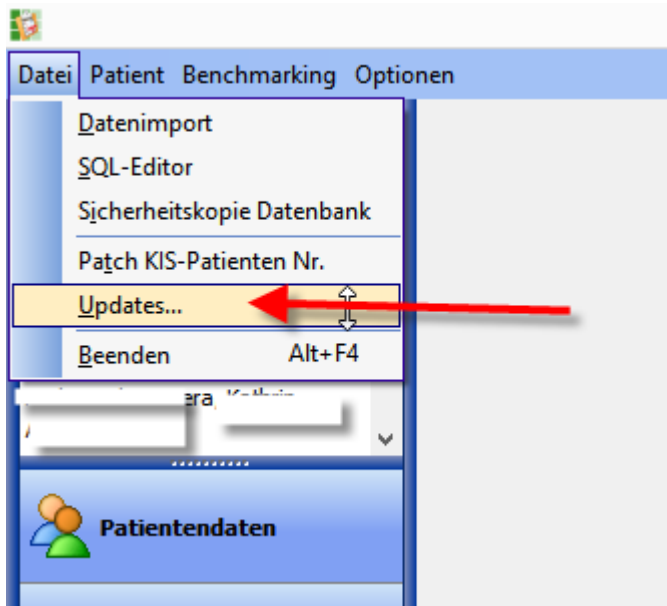 Datei Patient Benchmarking Optionen
Datenimport
SQL-Editor
Sicherheitskopie Datenbank
Patch KIS-Patienten Nr.
Updates...
Beenden Alt+F4
Patientendaten